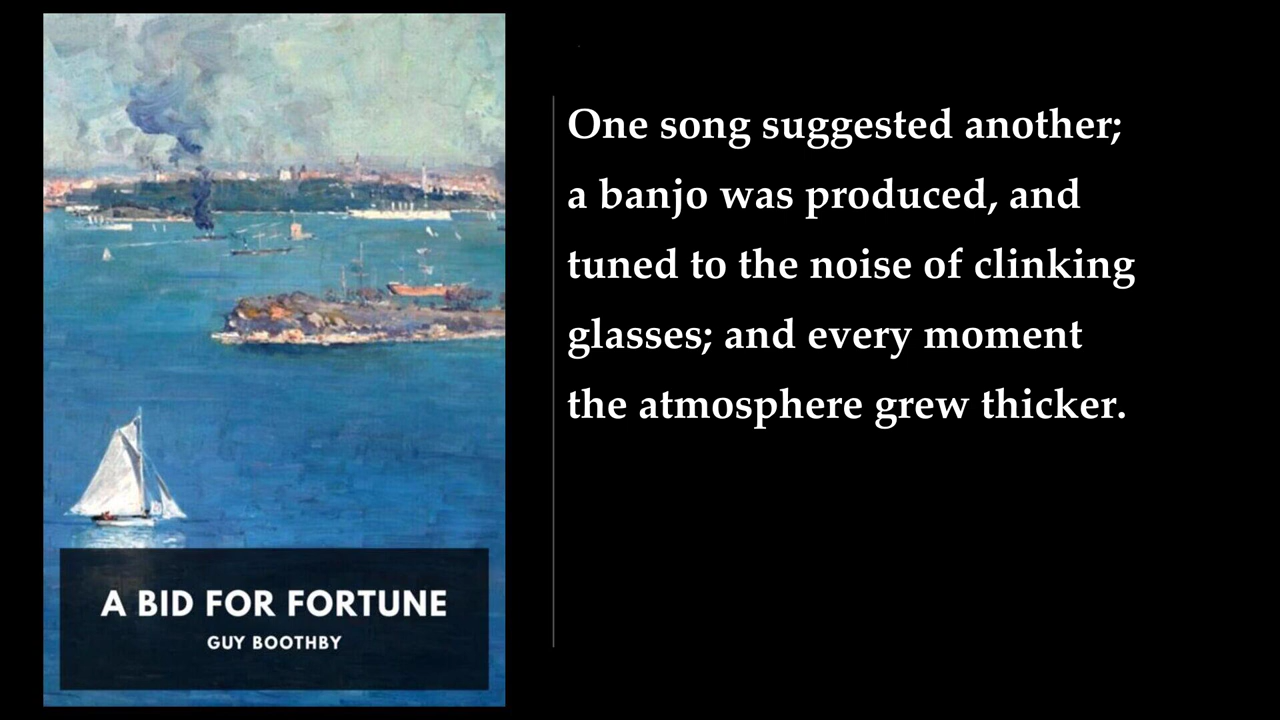 One song suggested another;
a banjo was produced, and
tuned to the noise of clinking
glasses; and every moment
the atmosphere grew thicker.
A BID FOR FORTUNE
GUY BOOTHBY